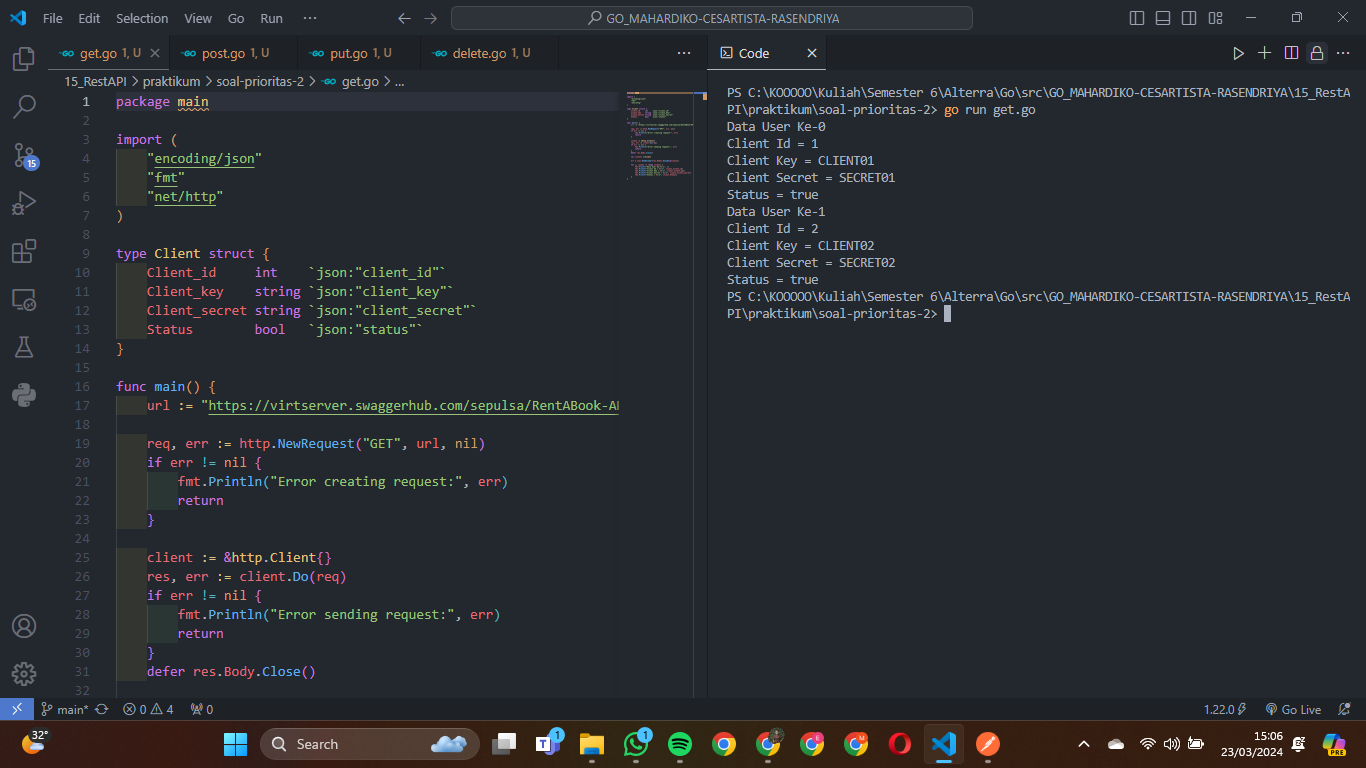 File Edit Selection View Go Run ··· GO_MAHARDIKO-CESARTISTA-RASENDRIYA
get.go 1, U post.go 1, U put.go 1, U delete.go 1, U ··· Code ···
15_RestAPI > praktikum > soal-prioritas-2 > get.go > ...
1 package main
2
3 import (
4 "encoding/json"
5 "fmt"
6 "net/http"
7 )
8
9 type Client struct {
10 Client_id int `json:"client_id"`
11 Client_key string `json:"client_key"`
12 Client_secret string `json:"client_secret"`
13 Status bool `json:"status"`
14 }
15
16 func main() {
17 url := "https://virtserver.swaggerhub.com/sepulsa/RentABook-A
18
19 req, err := http.NewRequest("GET", url, nil)
20 if err != nil {
21 fmt.Println("Error creating request:", err)
22 return
23 }
24
25 client := &http.Client{}
26 res, err := client.Do(req)
27 if err != nil {
28 fmt.Println("Error sending request:", err)
29 return
30 }
31 defer res.Body.Close()
32
PS C:\KOOOOO\Kuliah\Semester 6\Alterra\Go\src\GO_MAHARDIKO-CESARTISTA-RASENDRIYA\15_RestA
PI\praktikum\soal-prioritas-2> go run get.go
Data User Ke-0
Client Id = 1
Client Key = CLIENT01
Client Secret = SECRET01
Status = true
Data User Ke-1
Client Id = 2
Client Key = CLIENT02
Client Secret = SECRET02
Status = true
PS C:\KOOOOO\Kuliah\Semester 6\Alterra\Go\src\GO_MAHARDIKO-CESARTISTA-RASENDRIYA\15_RestA
PI\praktikum\soal-prioritas-2>
15
main* 0 4 0 1.22.0 Go Live
32° Search 1 1 15:06
23/03/2024
PRE